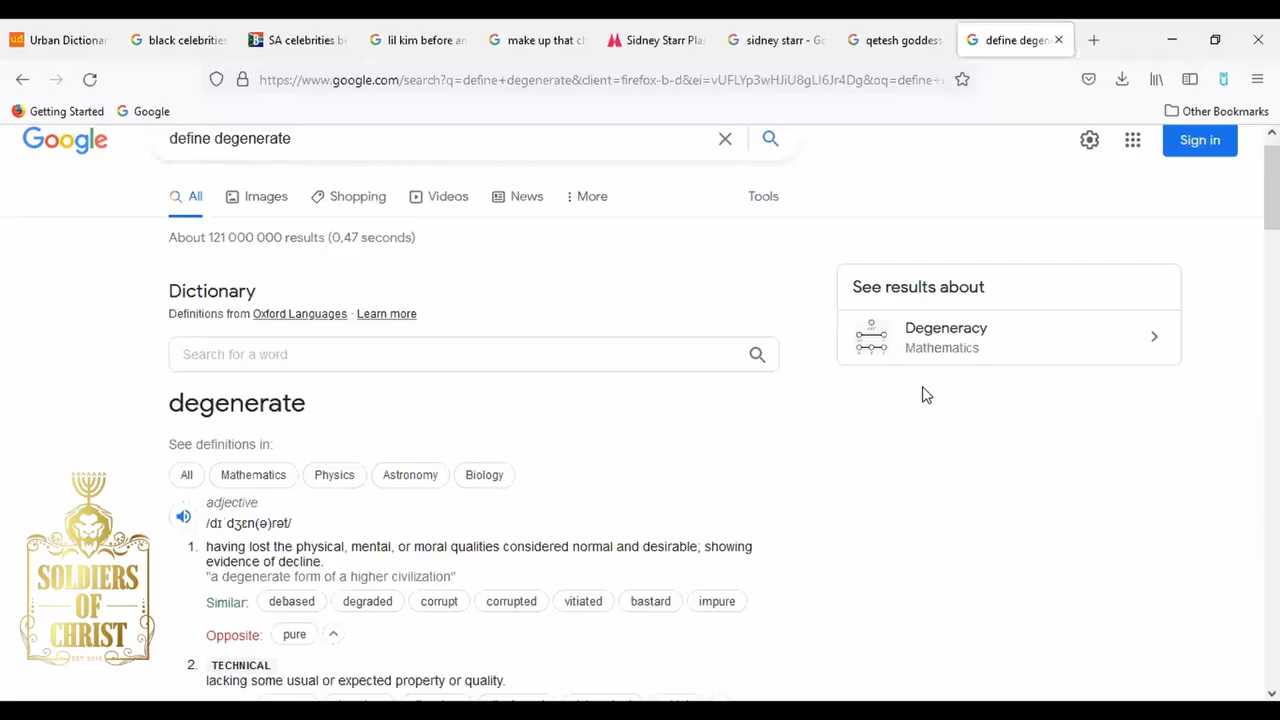 Urban Dictiona
black celebrities
SA celebrities be
lil kim before an
make up that ch
Sidney Starr Pla
sidney starr - Go
qetesh goddess
define degen
https://www.google.com/search?q=define+degenerate&client=firefox-b-d&ei=vUFLYp3wHJiU8gLI6Jr4Dg&oq=define+
Getting Started
Google
Other Bookmarks
Google
define degenerate
Sign in
All
Images
Shopping
Videos
News
More
Tools
About 121 000 000 results (0,47 seconds)
Dictionary
Definitions from Oxford Languages · Learn more
Search for a word
degenerate
See definitions in:
All
Mathematics
Physics
Astronomy
Biology
adjective
/dɪˈdʒɛn(ə)rət/
1. having lost the physical, mental, or moral qualities considered normal and desirable; showing
evidence of decline.
"a degenerate form of a higher civilization"
Similar: debased degraded corrupt corrupted vitiated bastard impure
Opposite: pure
2. TECHNICAL
lacking some usual or expected property or quality.
See results about
Degeneracy
Mathematics
SOLDIERS
OF
CHRIST